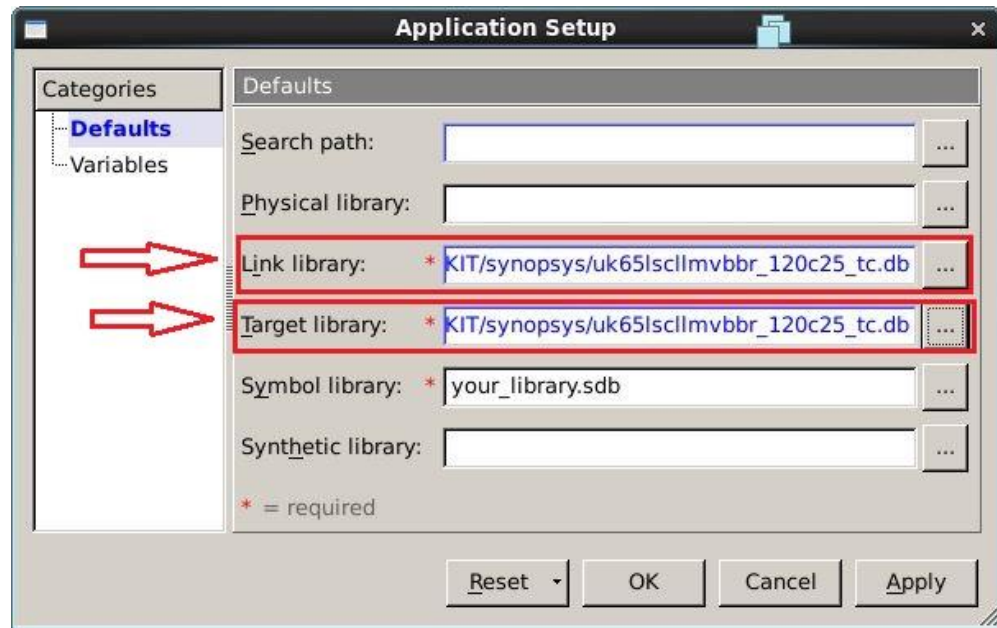 Application Setup
Categories
Defaults
Variables
Defaults
Search path:
...
Physical library:
...
Link library: * KIT/synopsys/uk65lscllmvbbr_120c25_tc.db ...
Target library: * KIT/synopsys/uk65lscllmvbbr_120c25_tc.db ...
Symbol library: * your_library.sdb ...
Synthetic library:
...
* = required
Reset OK Cancel Apply